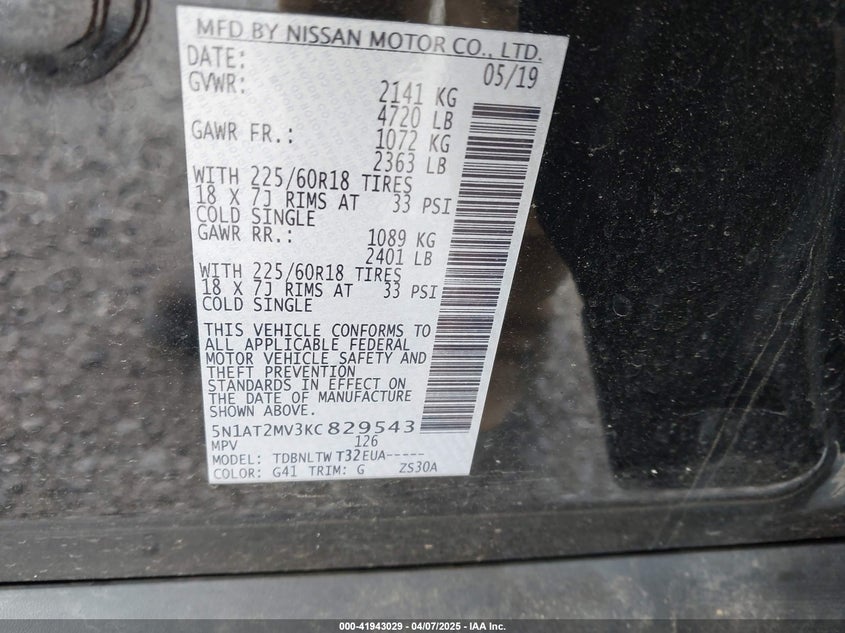 MFD BY NISSAN MOTOR CO., LTD.
DATE: 05/19
GVWR: 2141 KG
4720 LB
GAWR FR.: 1072 KG
2363 LB
WITH 225/60R18 TIRES
18 X 7J RIMS AT 33 PSI
COLD SINGLE
GAWR RR.: 1089 KG
2401 LB
WITH 225/60R18 TIRES
18 X 7J RIMS AT 33 PSI
COLD SINGLE
THIS VEHICLE CONFORMS TO
ALL APPLICABLE FEDERAL
MOTOR VEHICLE SAFETY AND
THEFT PREVENTION
STANDARDS IN EFFECT ON
THE DATE OF MANUFACTURE
SHOWN ABOVE.
5N1AT2MV3KC829543
MPV 126
MODEL: TDBNLTW T32EUA-----
COLOR: G41 TRIM: G ZS30A
000-41943029 - 04/07/2025 - IAA Inc.